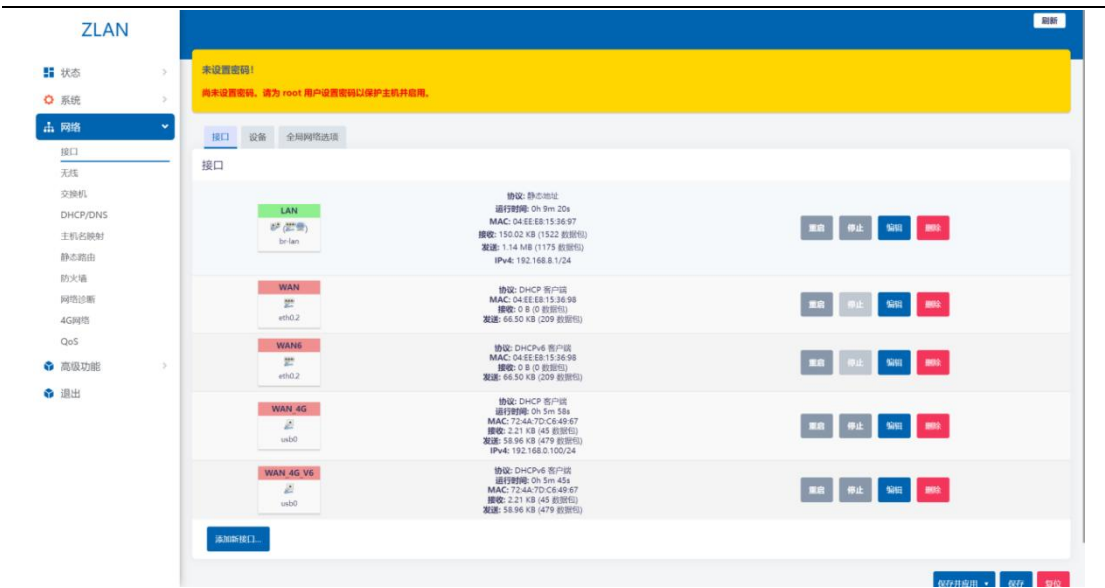 ZLAN
刷新
未设置密码!
尚未设置密码。请为 root 用户设置密码以保护主机并启用。
状态
系统
网络
接口
无线
交换机
DHCP/DNS
主机名映射
静态路由
防火墙
网络诊断
4G网络
QoS
高级功能
退出
接口 设备 全局网络选项
接口
LAN
br-lan
协议: 静态地址
运行时间: 0h 9m 20s
MAC: 04:EE:E8:15:36:97
接收: 150.02 KB (1522 数据包)
发送: 1.14 MB (1175 数据包)
IPv4: 192.168.8.1/24
重启 停止 编辑 删除
WAN
eth0.2
协议: DHCP 客户端
MAC: 04:EE:E8:15:36:98
接收: 0 B (0 数据包)
发送: 66.50 KB (209 数据包)
重启 停止 编辑 删除
WAN6
eth0.2
协议: DHCPv6 客户端
MAC: 04:EE:E8:15:36:98
接收: 0 B (0 数据包)
发送: 66.50 KB (209 数据包)
重启 停止 编辑 删除
WAN_4G
usb0
协议: DHCP 客户端
运行时间: 0h 5m 58s
MAC: 72:4A:7D:C6:49:67
接收: 2.21 KB (45 数据包)
发送: 58.96 KB (479 数据包)
IPv4: 192.168.0.100/24
重启 停止 编辑 删除
WAN_4G_V6
usb0
协议: DHCPv6 客户端
运行时间: 0h 5m 45s
MAC: 72:4A:7D:C6:49:67
接收: 2.21 KB (45 数据包)
发送: 58.96 KB (479 数据包)
重启 停止 编辑 删除
添加新接口...
保存并应用 保存 复位